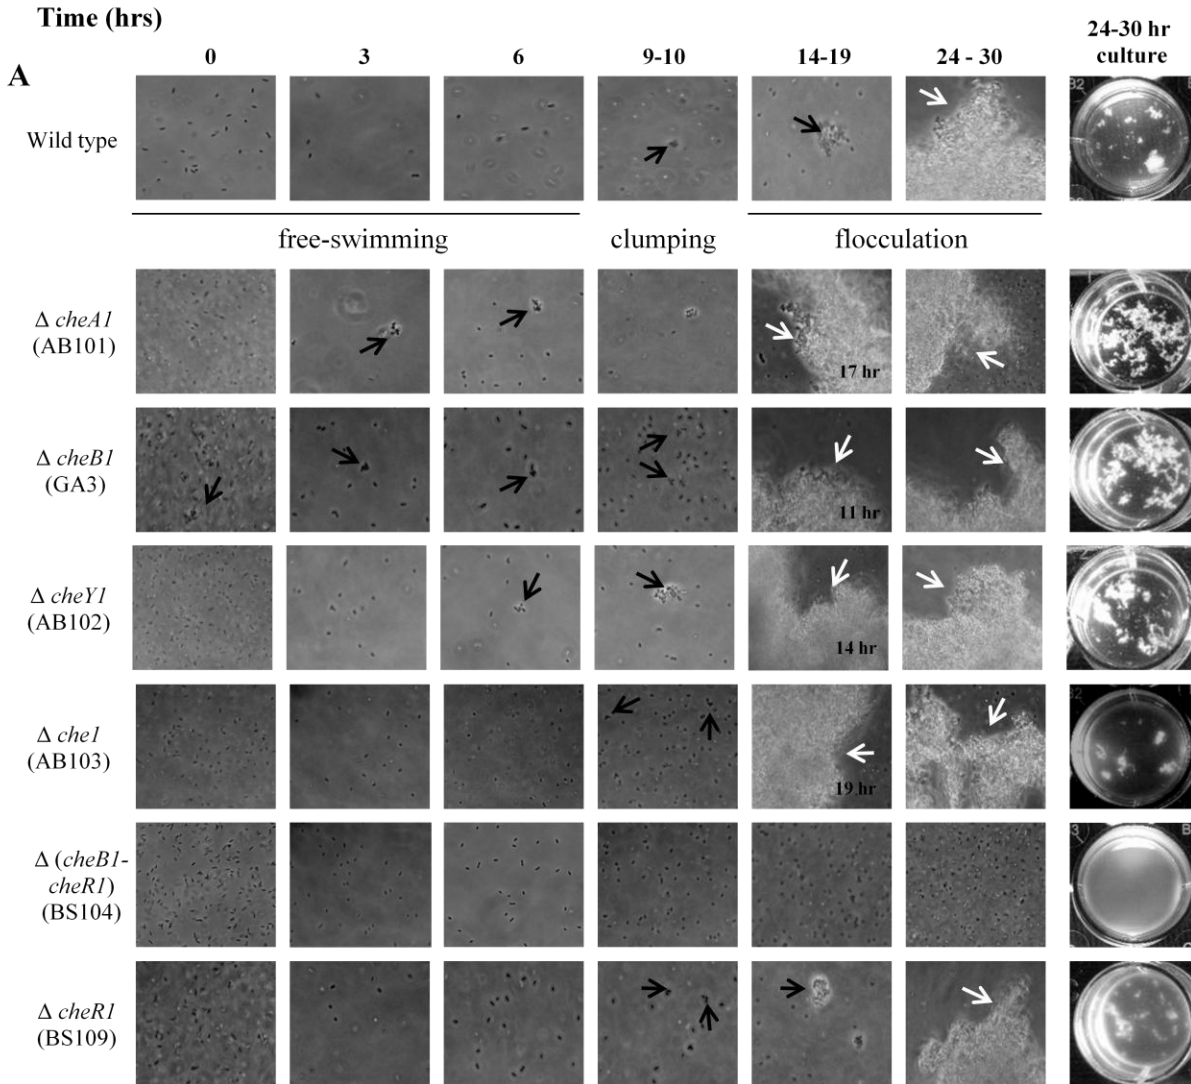 Time (hrs)
0 3 6 9-10 14-19 24 - 30 24-30 hr
culture
A
Wild type
free-swimming clumping flocculation
Δ cheA1
(AB101)
17 hr
Δ cheB1
(GA3)
11 hr
Δ cheY1
(AB102)
14 hr
Δ che1
(AB103)
19 hr
Δ (cheB1-
cheR1)
(BS104)
Δ cheR1
(BS109)